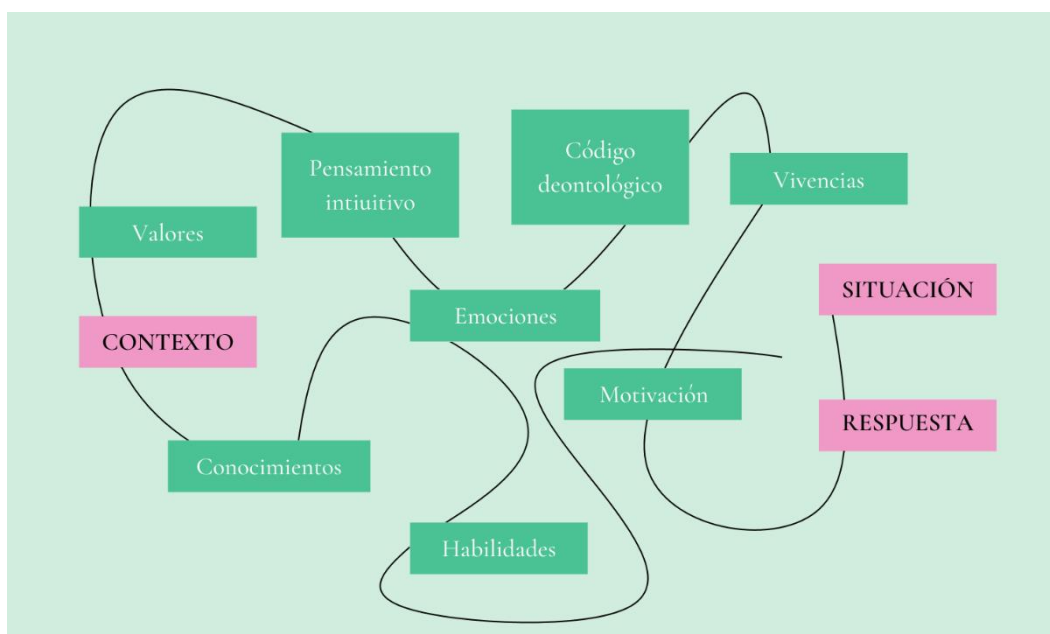 Pensamiento
intiuitivo
Código
deontológico
Vivencias
Valores
SITUACIÓN
Emociones
CONTEXTO
Motivación
RESPUESTA
Conocimientos
Habilidades